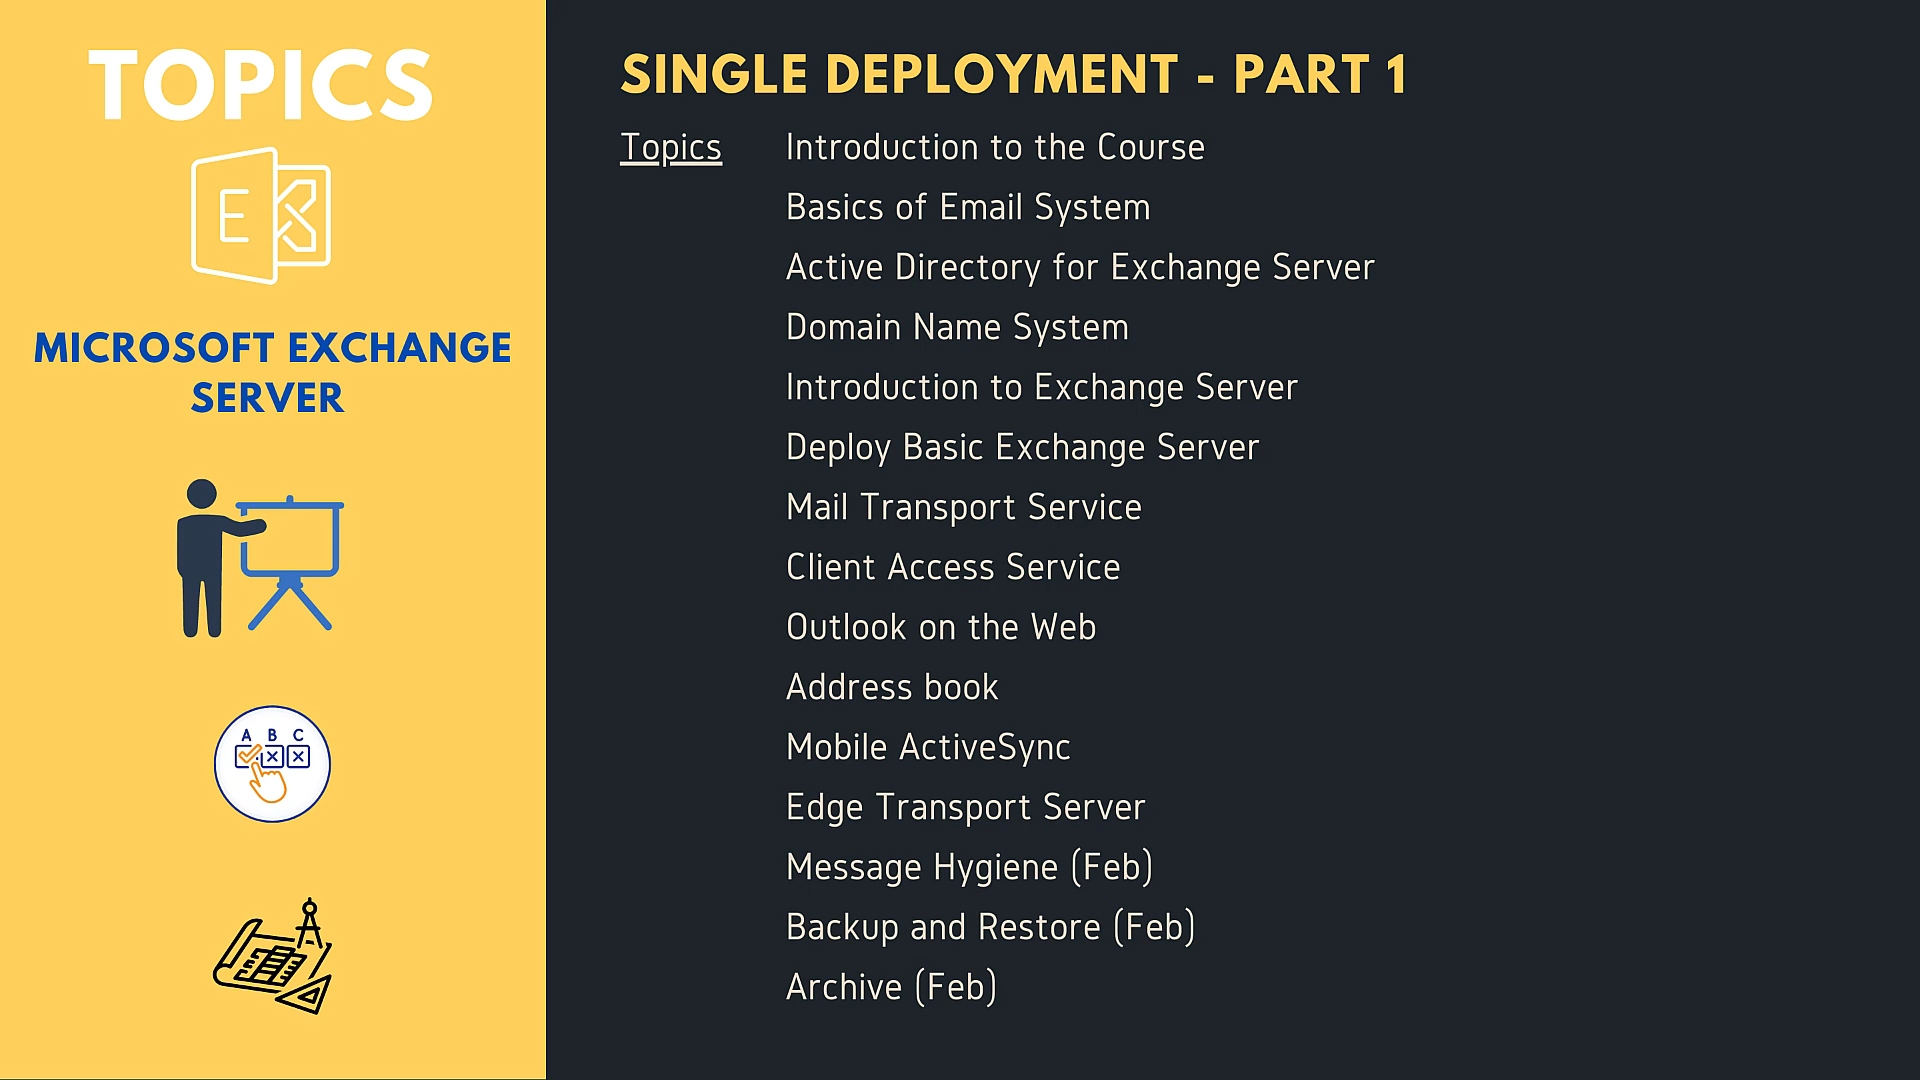 TOPICS
E
MICROSOFT EXCHANGE
SERVER
A B C
SINGLE DEPLOYMENT - PART 1
Topics Introduction to the Course
Basics of Email System
Active Directory for Exchange Server
Domain Name System
Introduction to Exchange Server
Deploy Basic Exchange Server
Mail Transport Service
Client Access Service
Outlook on the Web
Address book
Mobile ActiveSync
Edge Transport Server
Message Hygiene (Feb)
Backup and Restore (Feb)
Archive (Feb)